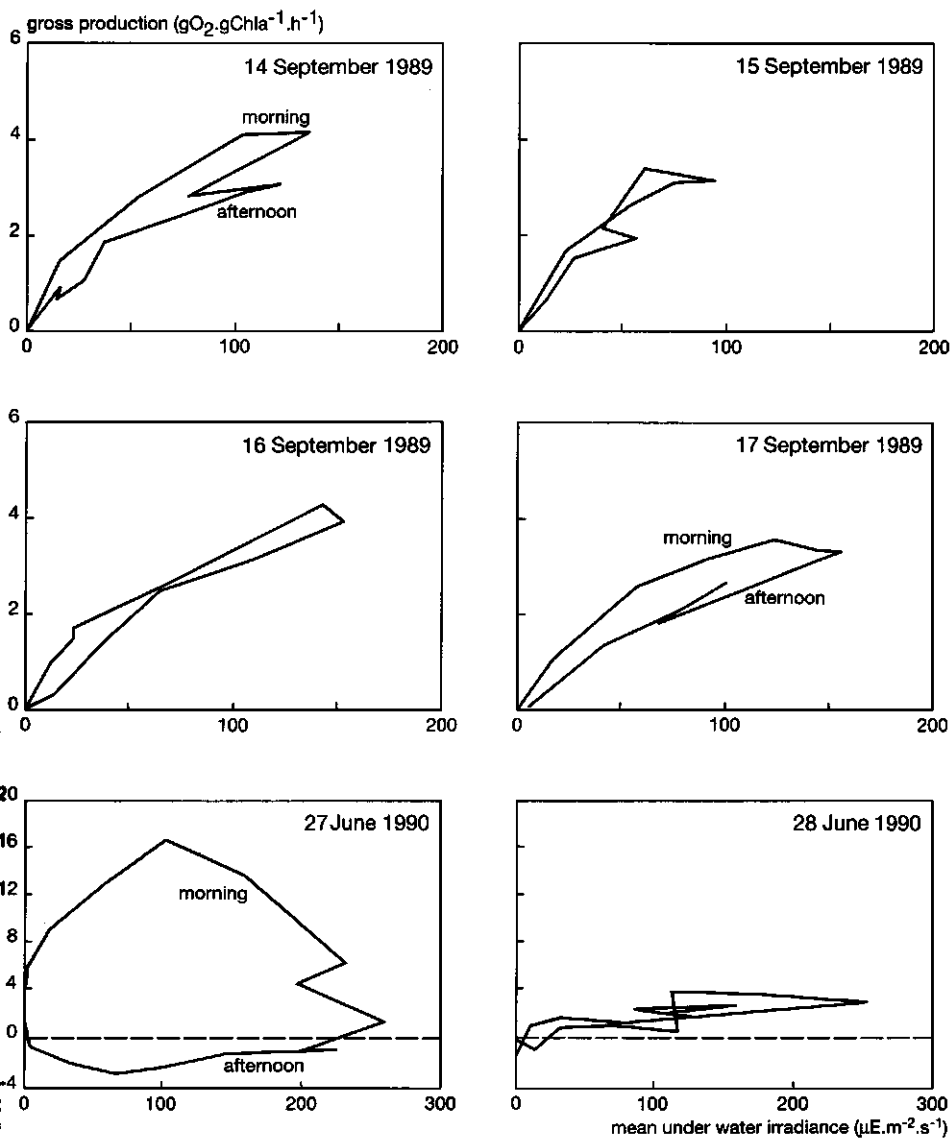 gross production (gO₂.gChla⁻¹.h⁻¹)
6
4
2
0
0 100 200
14 September 1989
morning
afternoon
15 September 1989
0 100 200
6
4
2
0
0 100 200
16 September 1989
17 September 1989
morning
afternoon
0 100 200
20
16
12
8
4
0
-4
0 100 200 300
27 June 1990
morning
afternoon
28 June 1990
0 100 200 300
mean under water irradiance (µE.m⁻².s⁻¹)